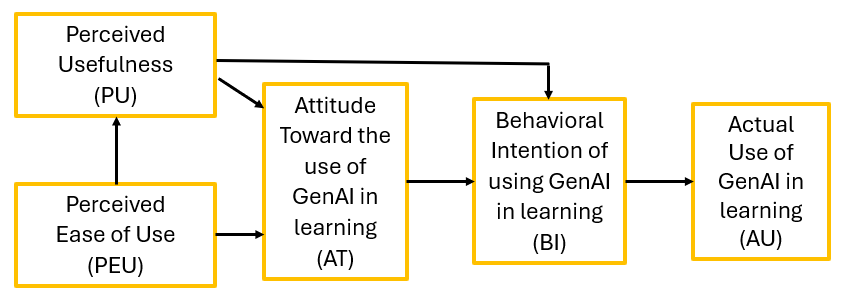 Perceived
Usefulness
(PU)
Perceived
Ease of Use
(PEU)
Attitude
Toward the
use of
GenAI in
learning
(AT)
Behavioral
Intention of
using GenAI
in learning
(BI)
Actual
Use of
GenAI in
learning
(AU)